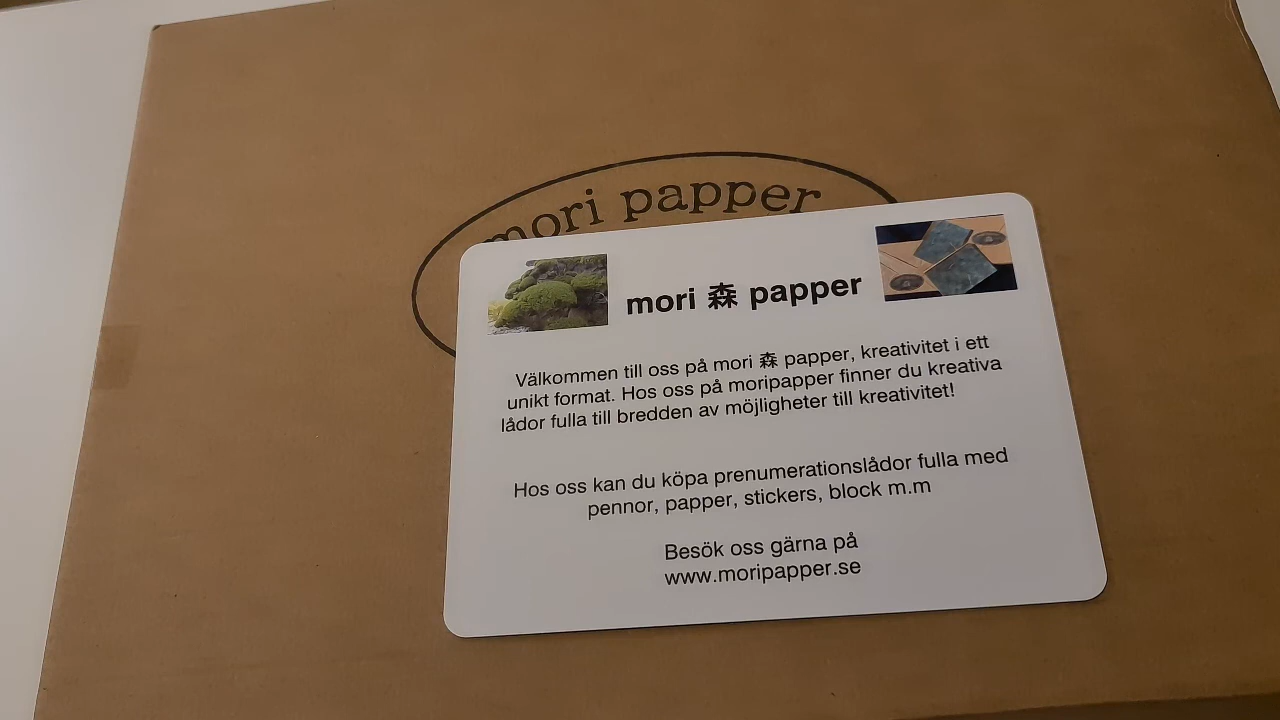 mori papper
mori 森 papper
Välkommen till oss på mori 森 papper, kreativitet i ett
unikt format. Hos oss på moripapper finner du kreativa
lådor fulla till bredden av möjligheter till kreativitet!
Hos oss kan du köpa prenumerationslådor fulla med
pennor, papper, stickers, block m.m
Besök oss gärna på
www.moripapper.se